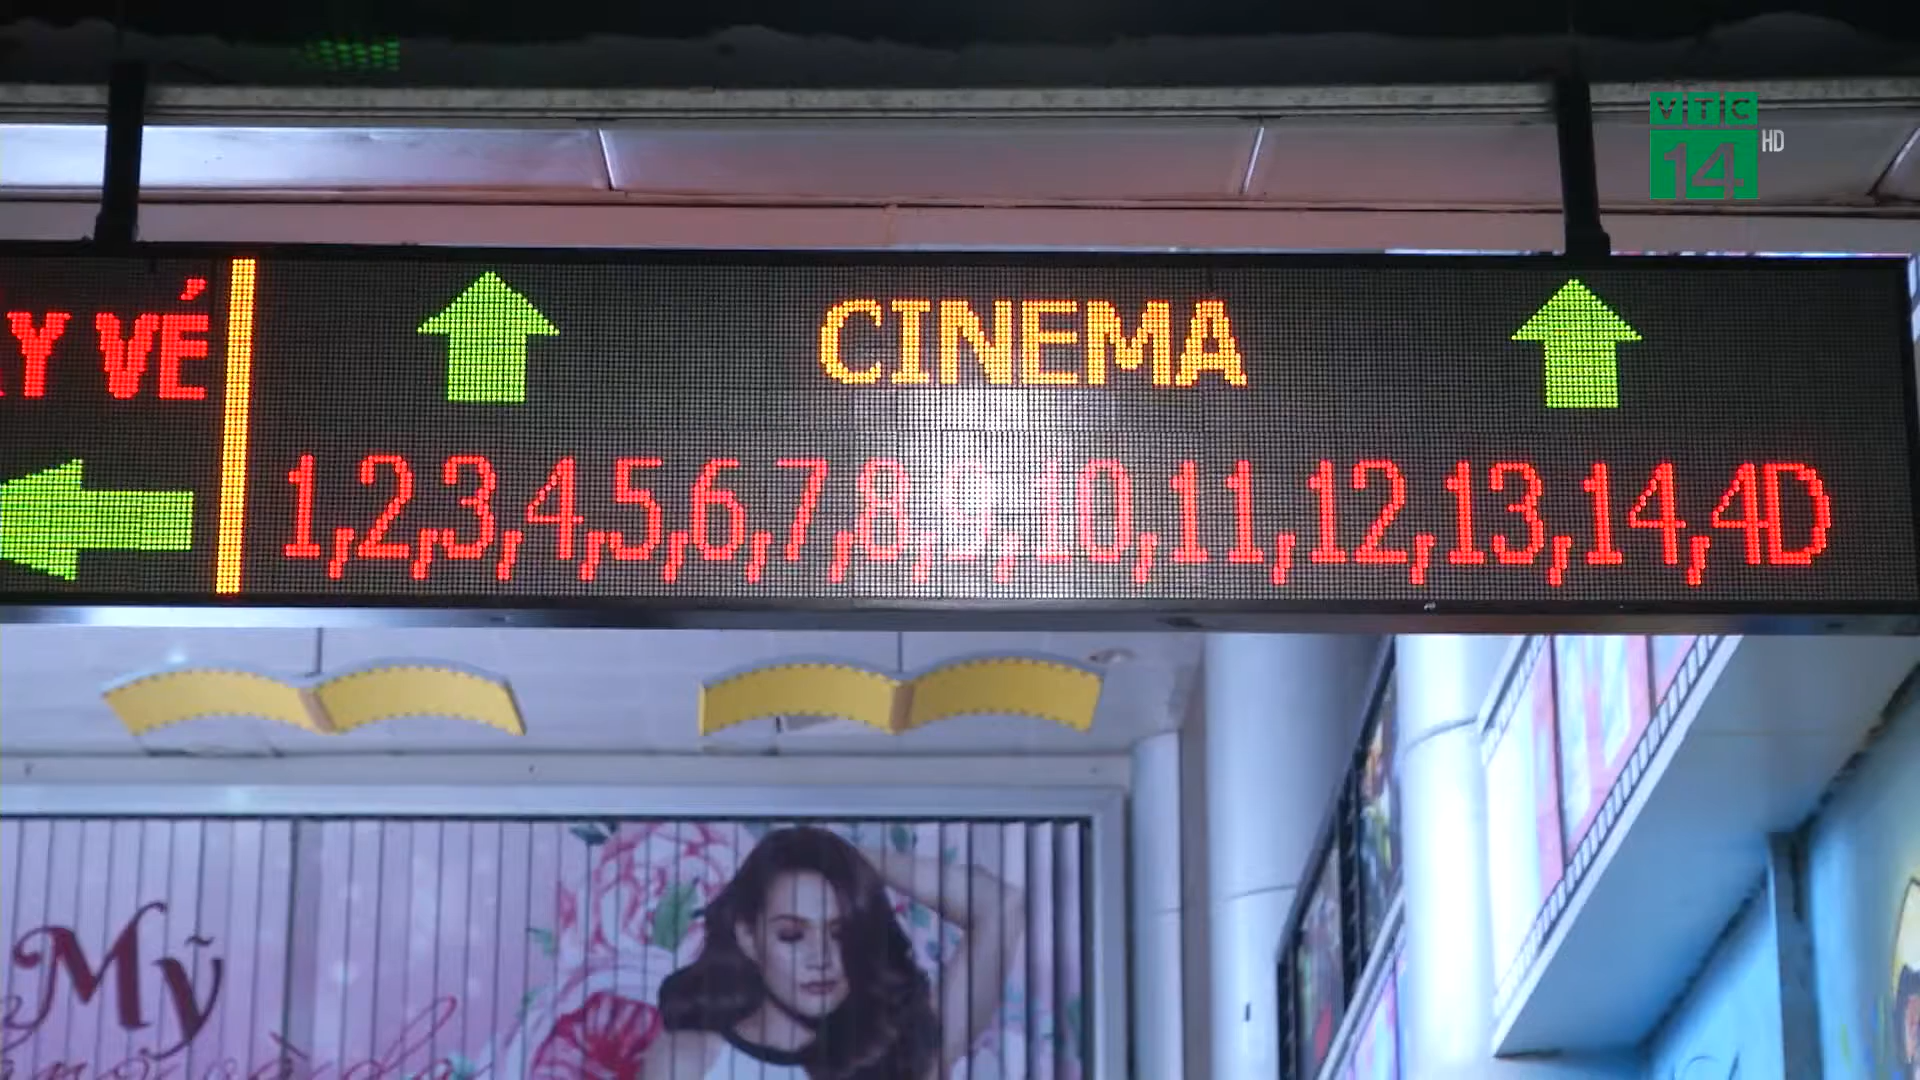 VTC
14 HD
VÉ
CINEMA
1,2,3,4,5,6,7,8,9,10,11,12,13,14,4D
Mỹ